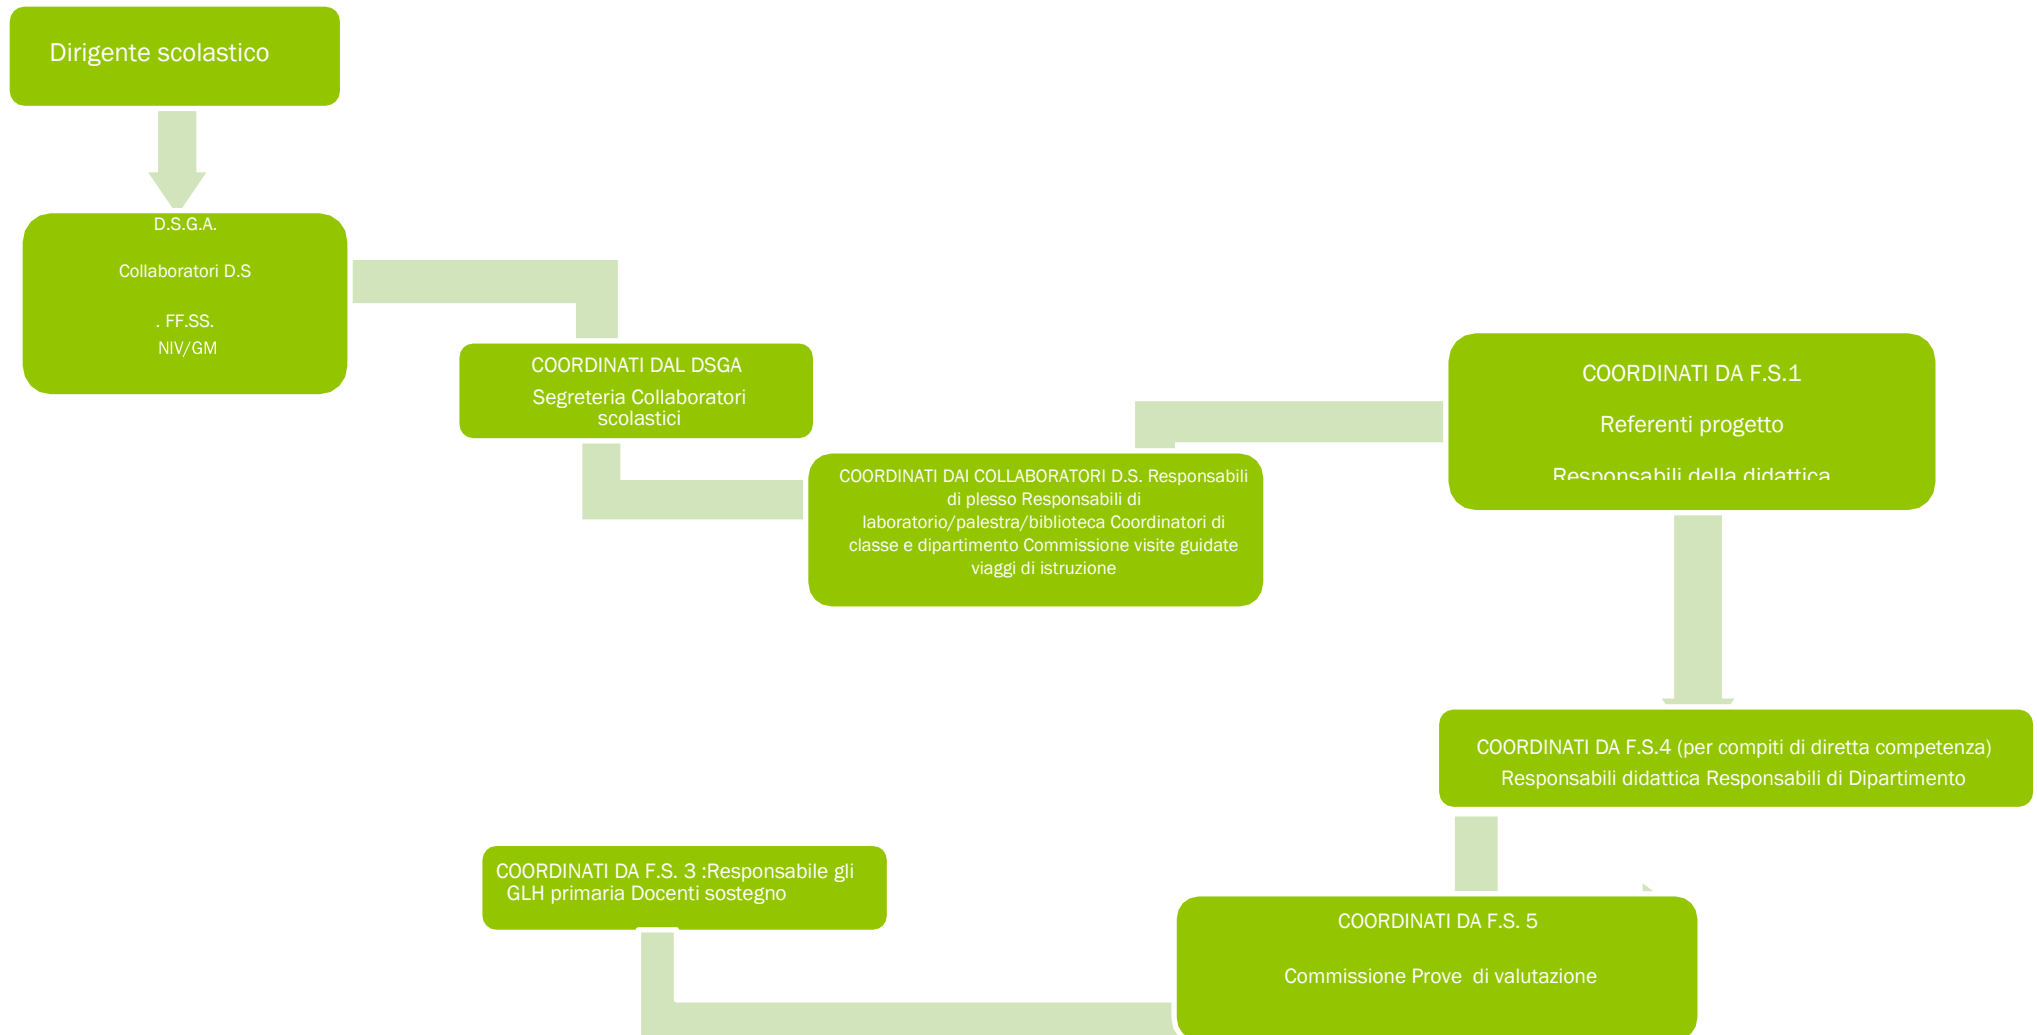 Dirigente scolastico
D.S.G.A.
Collaboratori D.S
. FF.SS.
NIV/GM
COORDINATI DAL DSGA
Segreteria Collaboratori
scolastici
COORDINATI DAI COLLABORATORI D.S. Responsabili
di plesso Responsabili di
laboratorio/palestra/biblioteca Coordinatori di
classe e dipartimento Commissione visite guidate
viaggi di istruzione
COORDINATI DA F.S.1
Referenti progetto
Responsabili della didattica
COORDINATI DA F.S.4 (per compiti di diretta competenza)
Responsabili didattica Responsabili di Dipartimento
COORDINATI DA F.S. 5
Commissione Prove  di valutazione
COORDINATI DA F.S. 3 :Responsabile gli
GLH primaria Docenti sostegno